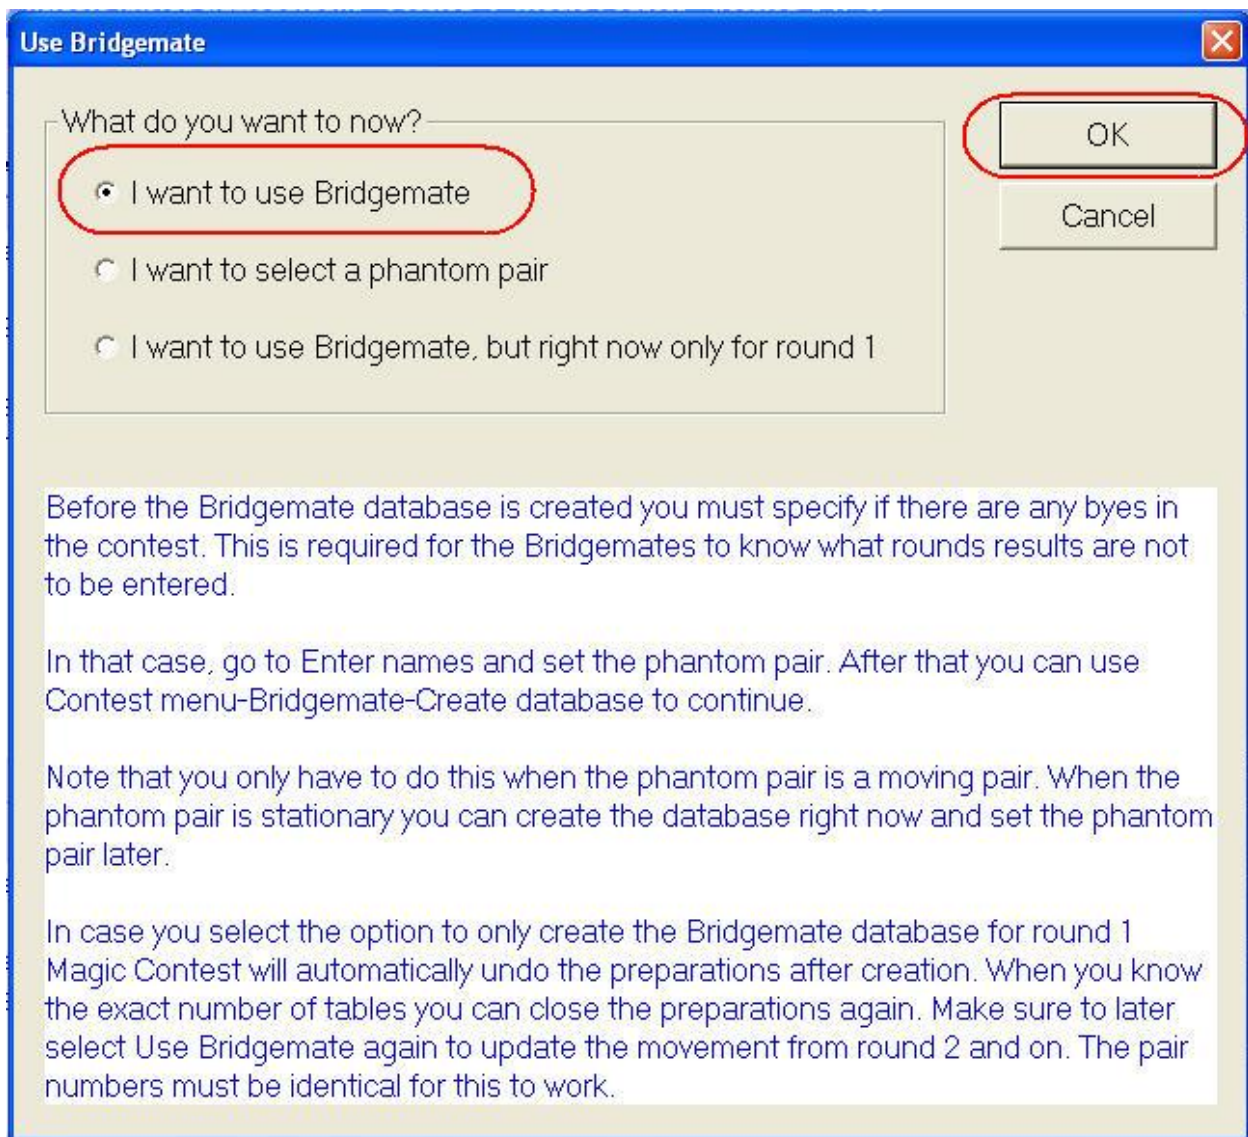 Use Bridgemate
What do you want to now?
OK
I want to use Bridgemate
Cancel
I want to select a phantom pair
I want to use Bridgemate, but right now only for round 1
Before the Bridgemate database is created you must specify if there are any byes in
the contest. This is required for the Bridgemates to know what rounds results are not
to be entered.
In that case, go to Enter names and set the phantom pair. After that you can use
Contest menu-Bridgemate-Create database to continue.
Note that you only have to do this when the phantom pair is a moving pair. When the
phantom pair is stationary you can create the database right now and set the phantom
pair later.
In case you select the option to only create the Bridgemate database for round 1
Magic Contest will automatically undo the preparations after creation. When you know
the exact number of tables you can close the preparations again. Make sure to later
select Use Bridgemate again to update the movement from round 2 and on. The pair
numbers must be identical for this to work.